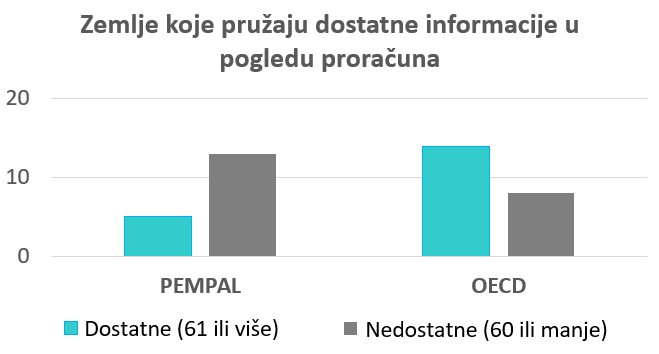 Zemlje koje pružaju dostatne informacije u
pogledu proračuna
20
10
0
PEMPAL
OECD
Dostatne (61 ili više)
Nedostatne (60 ili manje)